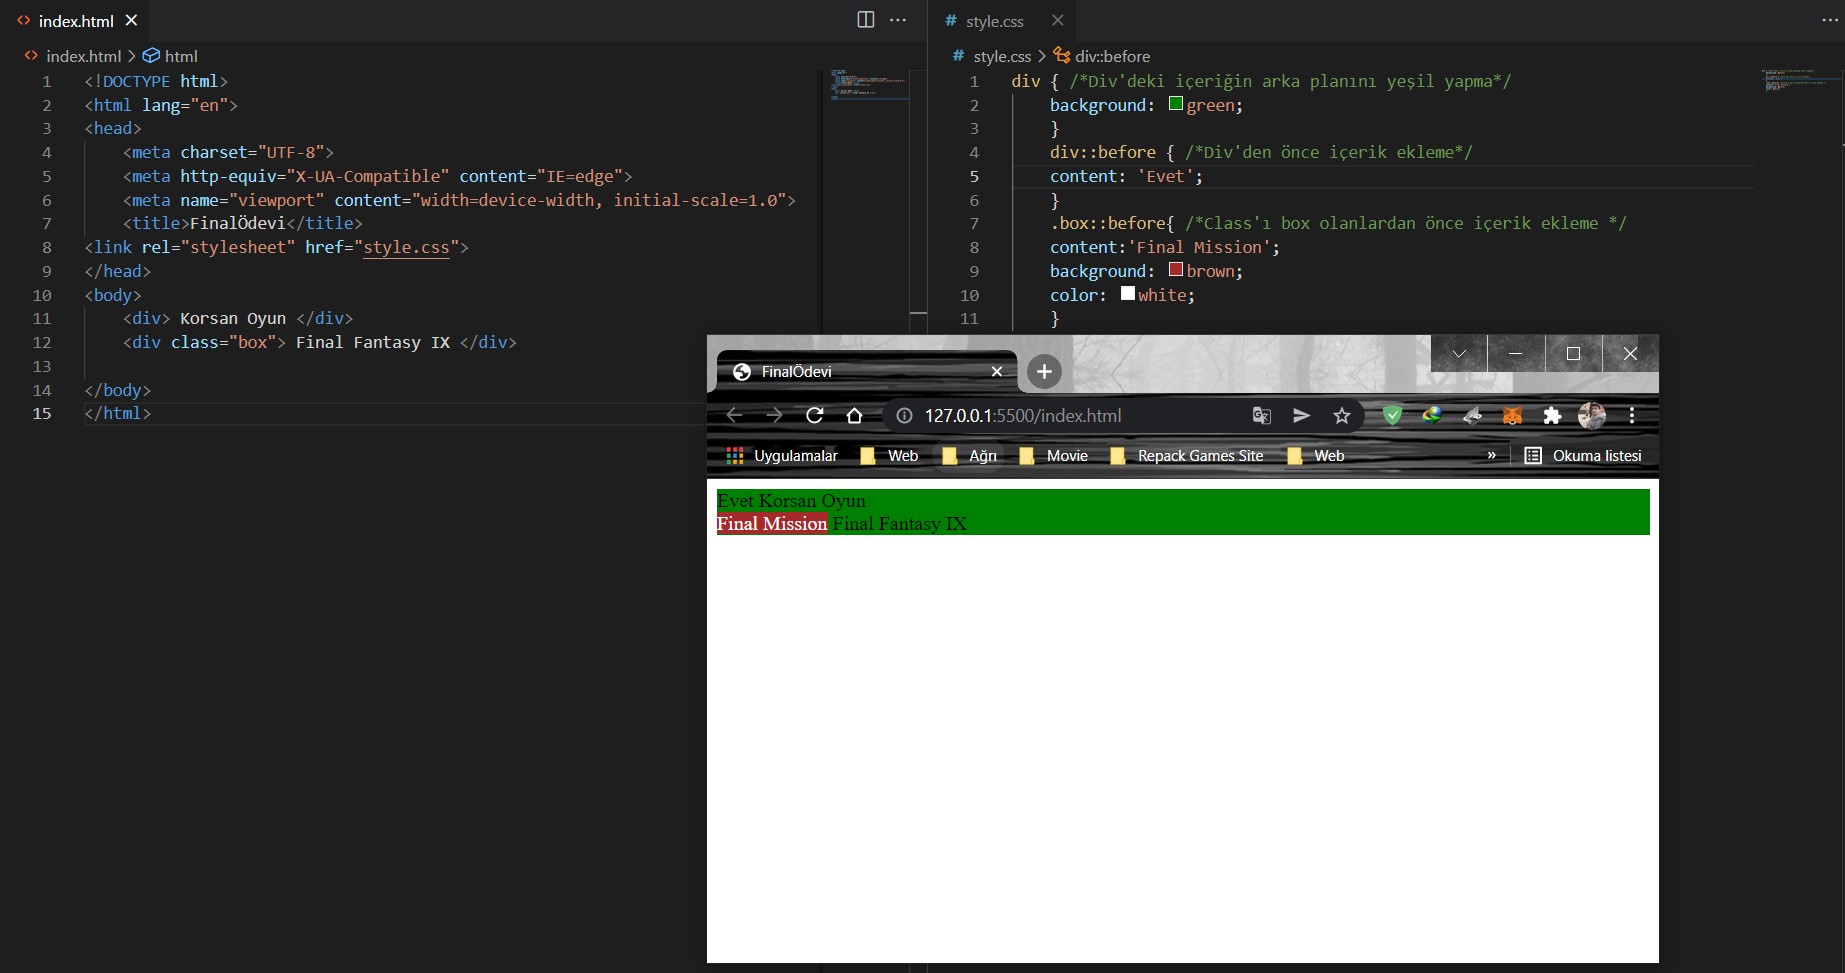 index.html
index.html > html
1 <!DOCTYPE html>
2 <html lang="en">
3 <head>
4 <meta charset="UTF-8">
5 <meta http-equiv="X-UA-Compatible" content="IE=edge">
6 <meta name="viewport" content="width=device-width, initial-scale=1.0">
7 <title>FinalÖdevi</title>
8 <link rel="stylesheet" href="style.css">
9 </head>
10 <body>
11 <div> Korsan Oyun </div>
12 <div class="box"> Final Fantasy IX </div>
13
14 </body>
15 </html>
# style.css
# style.css > div::before
1 div { /*Div'deki içeriğin arka planını yeşil yapma*/
2 background: green;
3 }
4 div::before { /*Div'den önce içerik ekleme*/
5 content: 'Evet';
6 }
7 .box::before{ /*Class'ı box olanlardan önce içerik ekleme */
8 content:'Final Mission';
9 background: brown;
10 color: white;
11 }
FinalÖdevi
127.0.0.1:5500/index.html
Uygulamalar Web Ağrı Movie Repack Games Site Web » Okuma listesi
Evet Korsan Oyun
Final Mission Final Fantasy IX